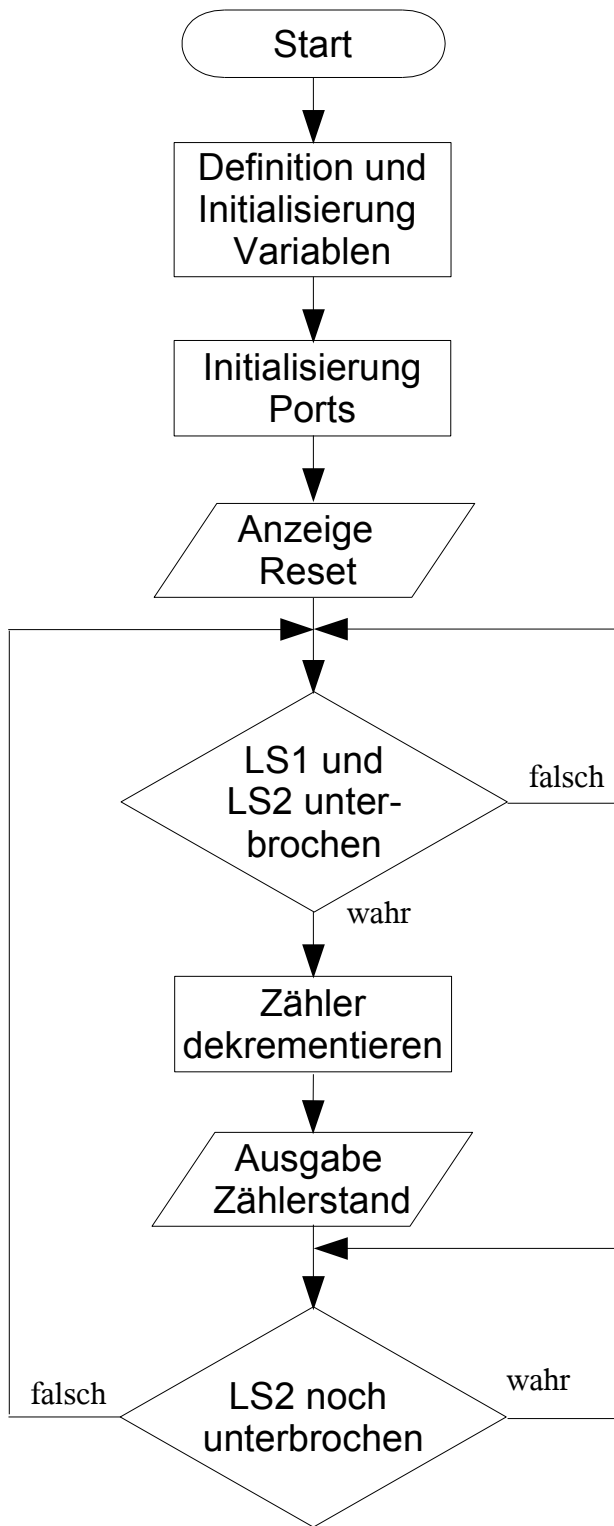 Start
Definition und
Initialisierung
Variablen
Initialisierung
Ports
Anzeige
Reset
LS1 und
LS2 unter-
brochen
falsch
wahr
Zähler
dekrementieren
Ausgabe
Zählerstand
falsch
LS2 noch
unterbrochen
wahr